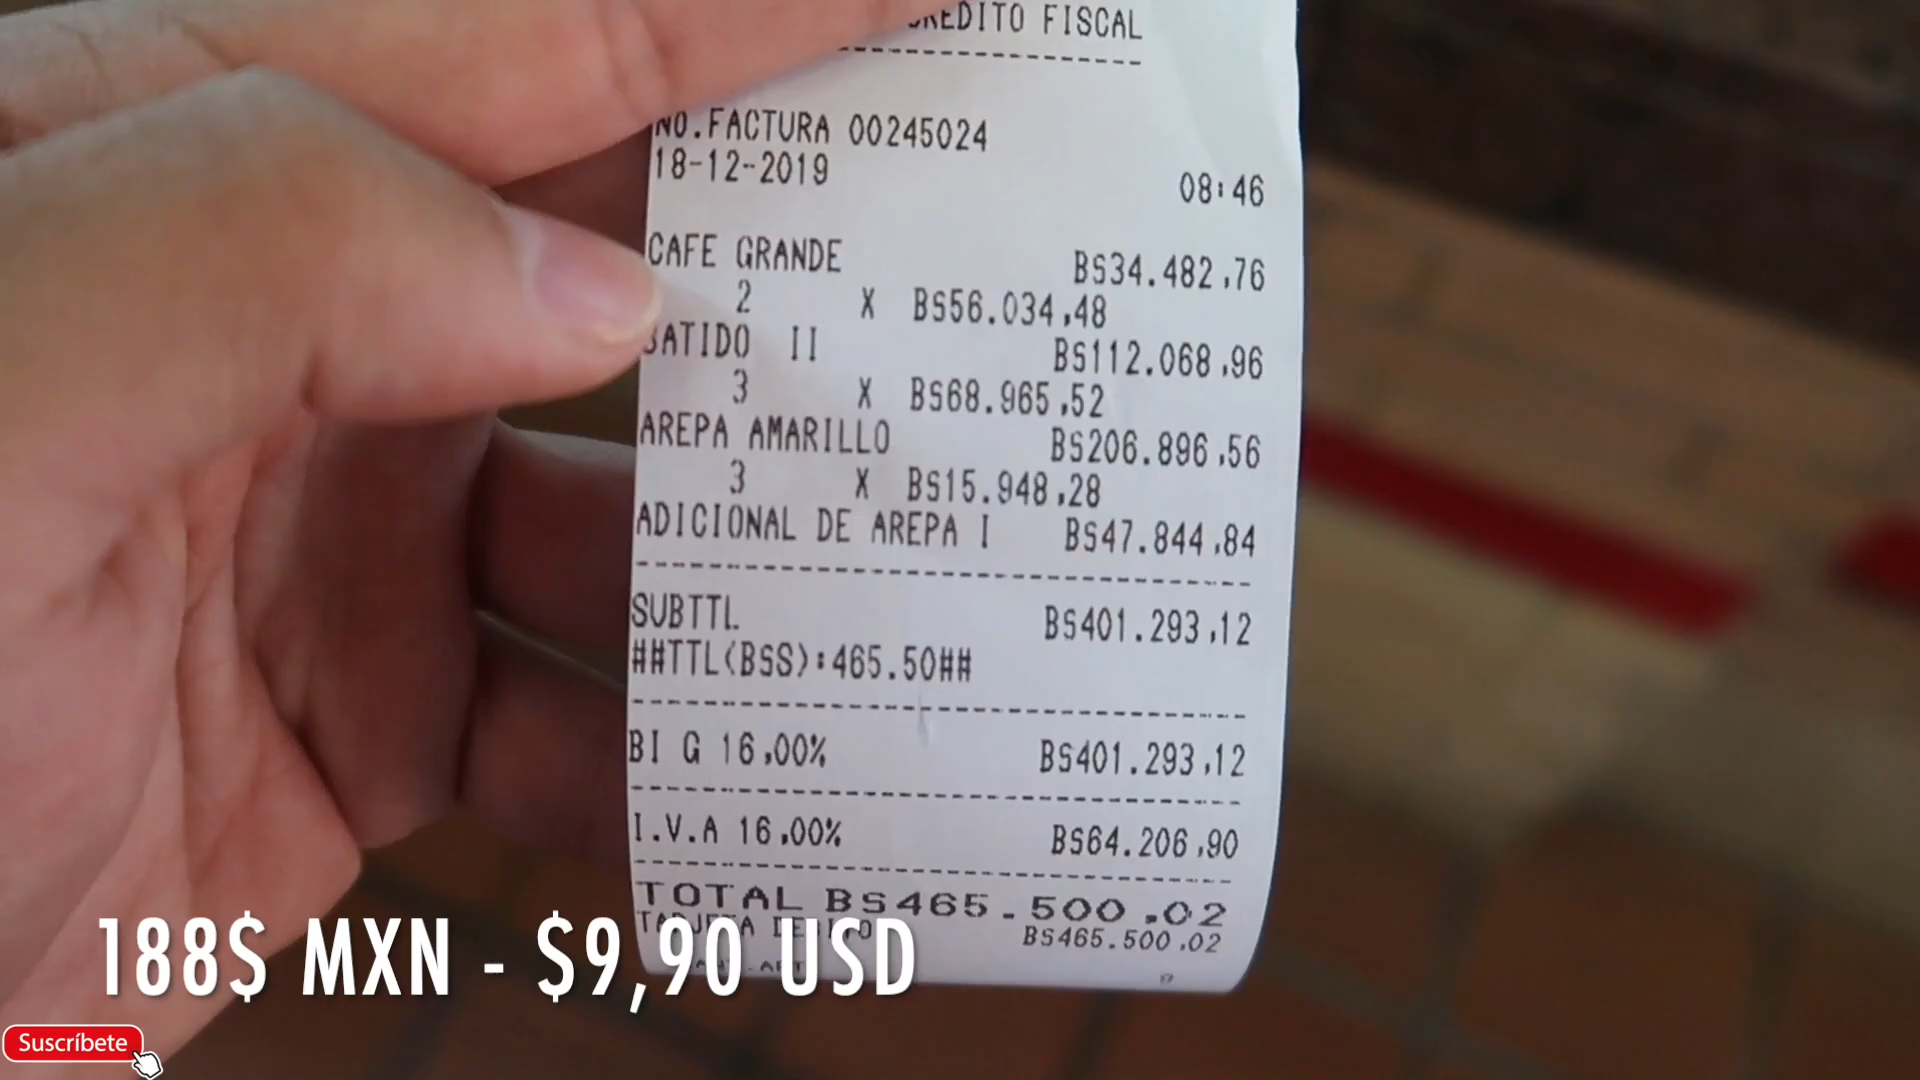 CREDITO FISCAL
NO.FACTURA 00245024
18-12-2019 08:46
CAFE GRANDE BS34.482,76
2 X BS56.034,48
BATIDO II BS112.068,96
3 X BS68.965,52
AREPA AMARILLO BS206.896,56
3 X BS15.948,28
ADICIONAL DE AREPA I BS47.844,84
SUBTTL BS401.293,12
##TTL(BSS):465.50##
BI G 16,00% BS401.293,12
I.V.A 16,00% BS64.206,90
TOTAL BS465.500,02
TARJETA DEBITO BS465.500,02
188$ MXN - $9,90 USD
Suscríbete